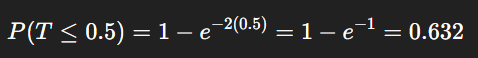 P(T ≤ 0.5) = 1 − e^{−2(0.5)} = 1 − e^{−1} = 0.632